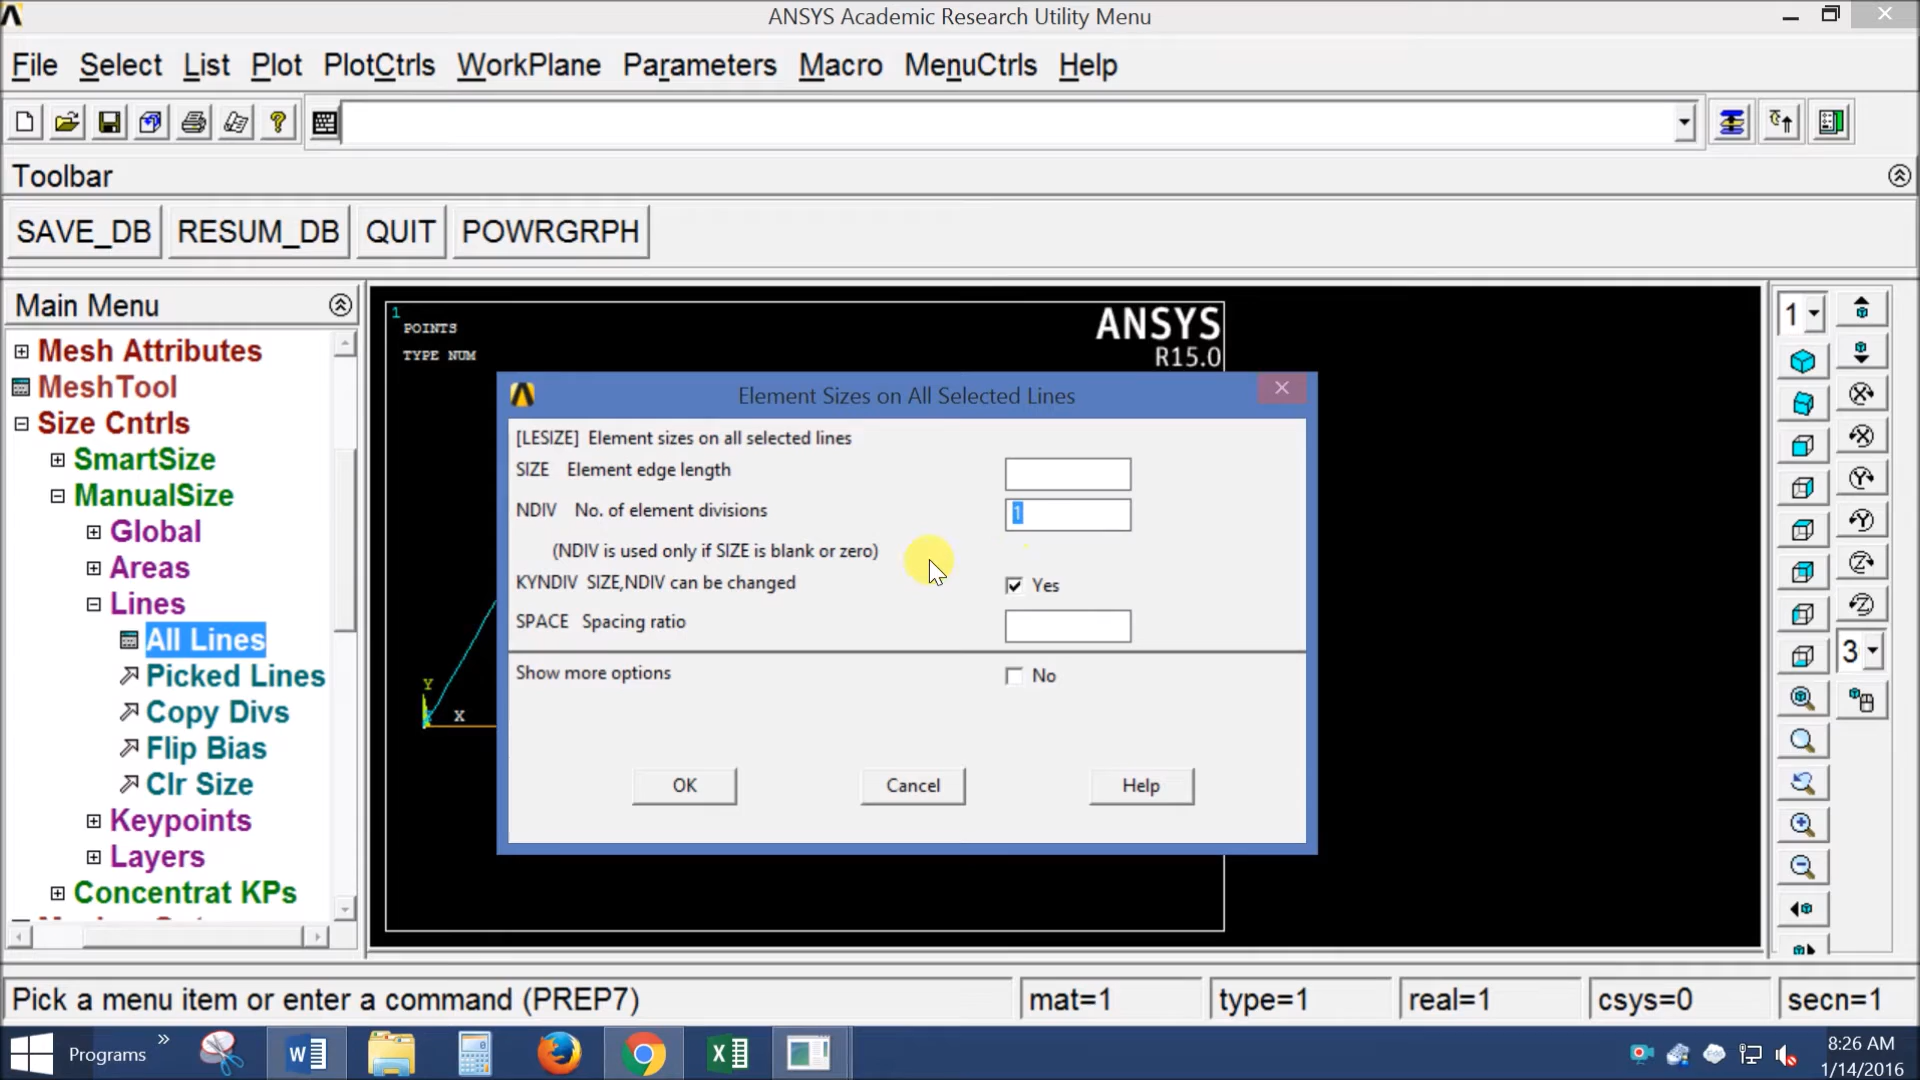 ANSYS Academic Research Utility Menu
File Select List Plot PlotCtrls WorkPlane Parameters Macro MenuCtrls Help
Toolbar
SAVE_DB RESUM_DB QUIT POWRGRPH
Main Menu
Mesh Attributes
MeshTool
Size Cntrls
SmartSize
ManualSize
Global
Areas
Lines
All Lines
Picked Lines
Copy Divs
Flip Bias
Clr Size
Keypoints
Layers
Concentrat KPs
1
POINTS
TYPE NUM
ANSYS
R15.0
Y
X
Element Sizes on All Selected Lines
[LESIZE] Element sizes on all selected lines
SIZE Element edge length
NDIV No. of element divisions 1
(NDIV is used only if SIZE is blank or zero)
KYNDIV SIZE,NDIV can be changed Yes
SPACE Spacing ratio
Show more options No
OK Cancel Help
1
3
Pick a menu item or enter a command (PREP7) mat=1 type=1 real=1 csys=0 secn=1
Programs
8:26 AM
1/14/2016